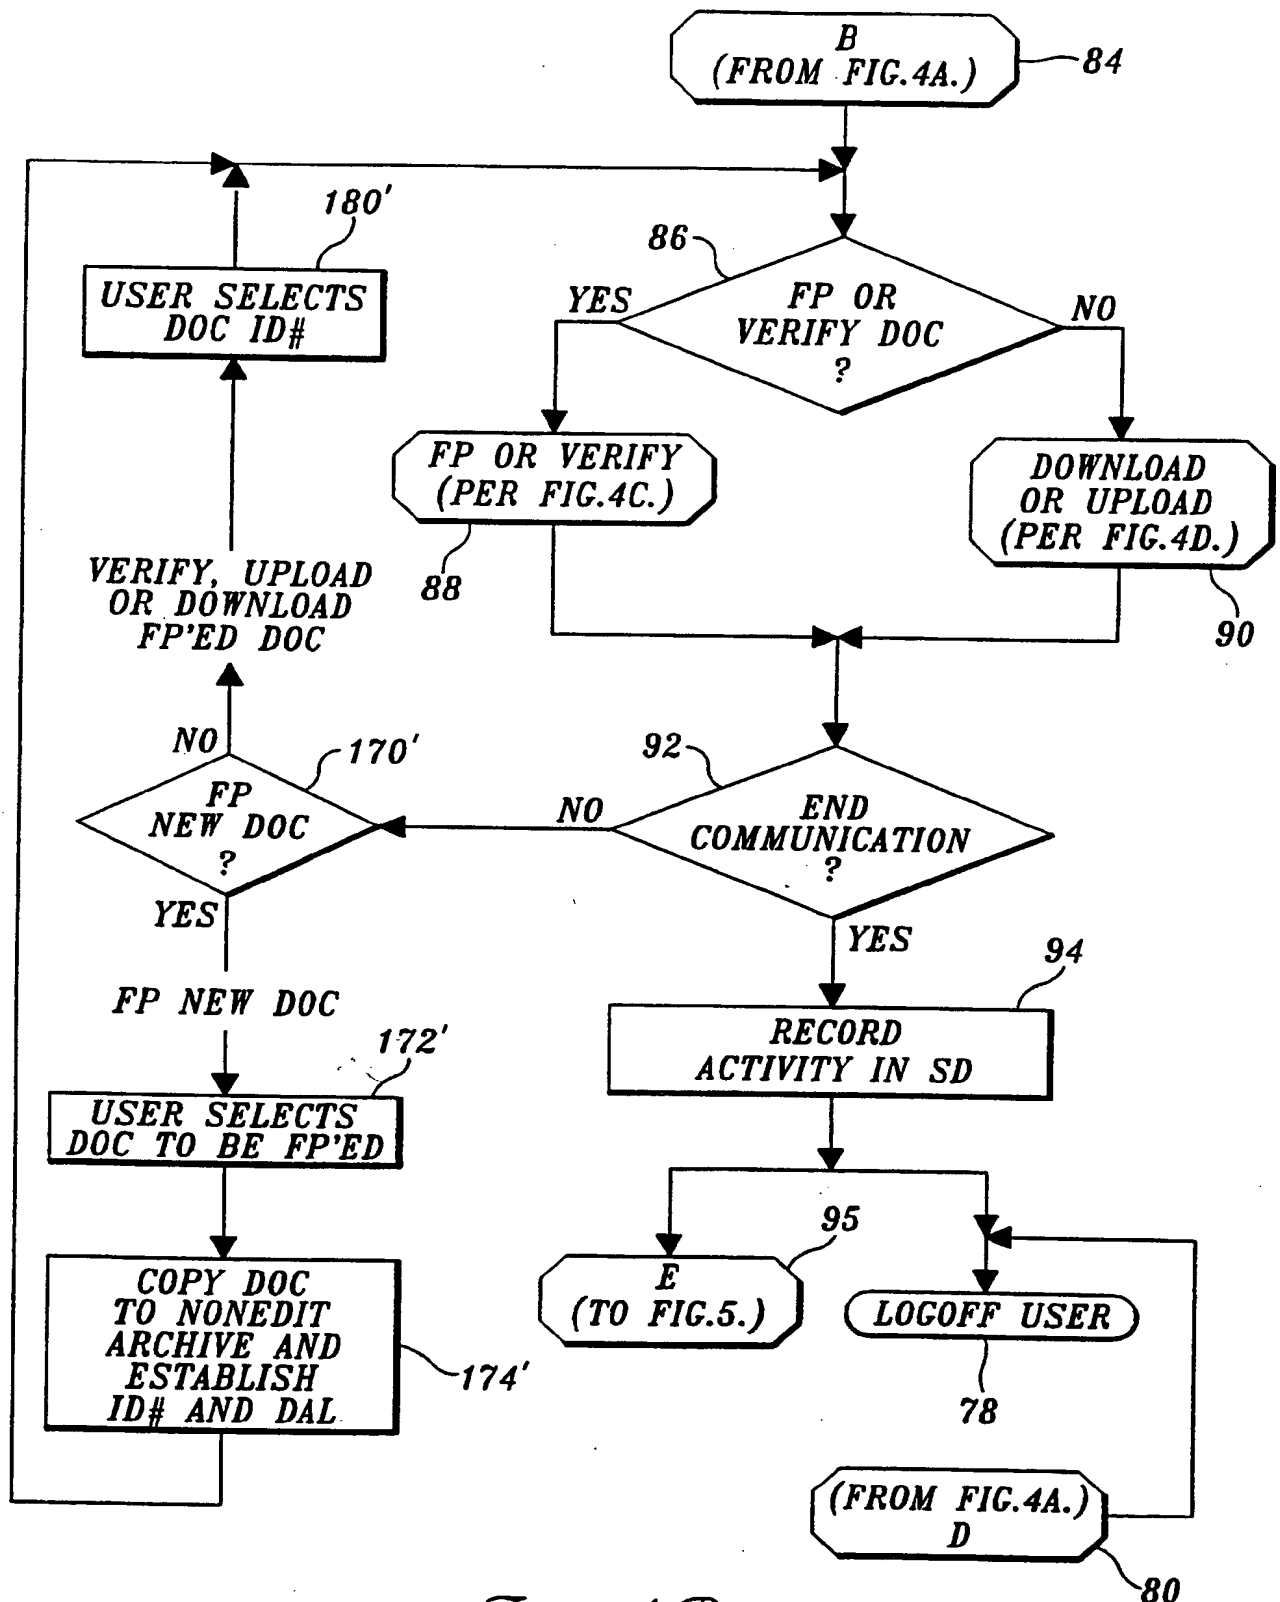 B
(FROM FIG.4A.)
84
180'
USER SELECTS
DOC ID#
86
YES
FP OR
VERIFY DOC
?
NO
FP OR VERIFY
(PER FIG.4C.)
88
DOWNLOAD
OR UPLOAD
(PER FIG.4D.)
90
VERIFY, UPLOAD
OR DOWNLOAD
FP'ED DOC
NO
170'
FP
NEW DOC
?
YES
92
NO
END
COMMUNICATION
?
YES
FP NEW DOC
172'
USER SELECTS
DOC TO BE FP'ED
94
RECORD
ACTIVITY IN SD
COPY DOC
TO NONEDIT
ARCHIVE AND
ESTABLISH
ID# AND DAL
174'
95
E
(TO FIG.5.)
LOGOFF USER
78
(FROM FIG.4A.)
D
80